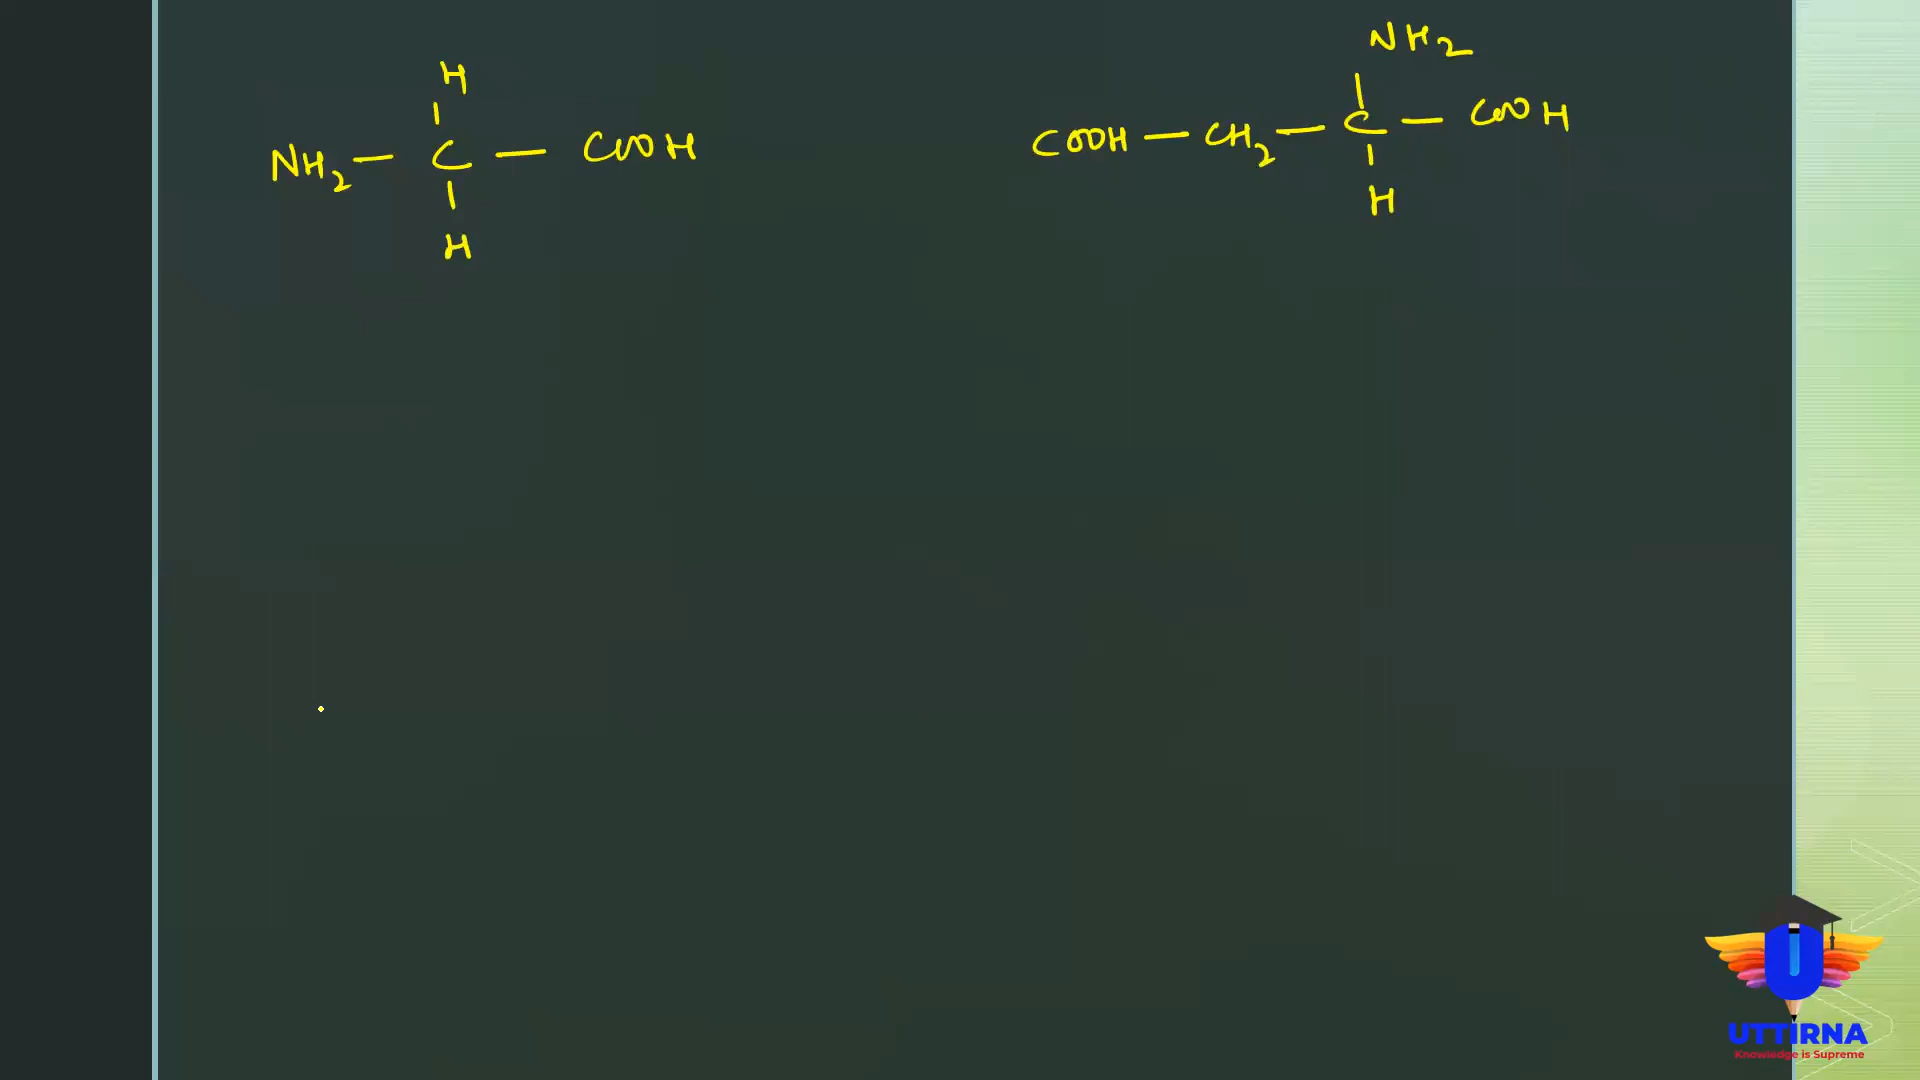 H
NH2 — C — COOH
H
NH2
COOH — CH2 — C — COOH
H
UTTIRNA
Knowledge is Supreme